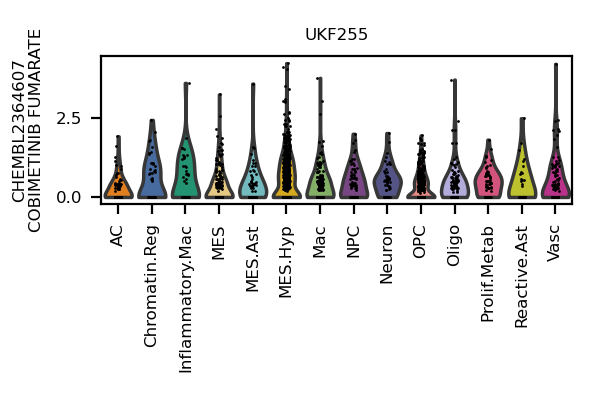 UKF255
CHEMBL2364607
COBIMETINIB FUMARATE
2.5
0.0
AC
Chromatin.Reg
Inflammatory.Mac
MES
MES.Ast
MES.Hyp
Mac
NPC
Neuron
OPC
Oligo
Prolif.Metab
Reactive.Ast
Vasc